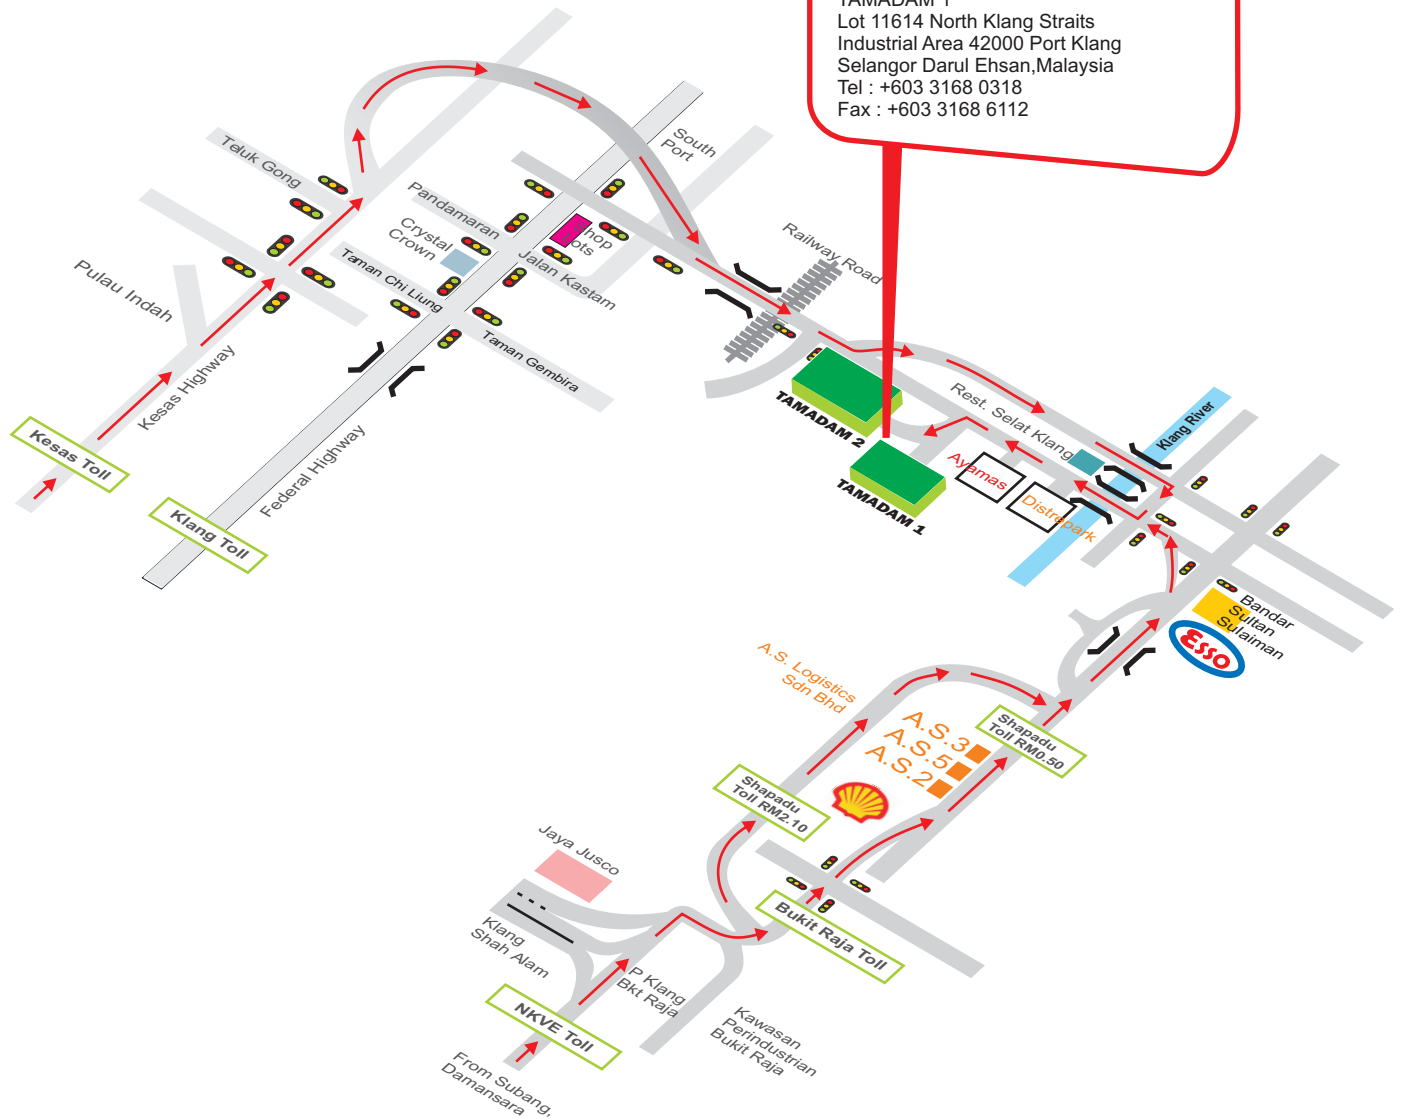 TAMADAM 1
Lot 11614 North Klang Straits
Industrial Area 42000 Port Klang
Selangor Darul Ehsan,Malaysia
Tel : +603 3168 0318
Fax : +603 3168 6112
South
Port
Teluk Gong
Pandamaran
Crystal
Crown
hop
ots
Jalan Kastam
Railway Road
Taman Chi Liung
Pulau Indah
Taman Gembira
Kesas Highway
Kesas Toll
Federal Highway
Klang Toll
TAMADAM 2
TAMADAM 1
Rest. Selat Klang
Klang River
Ayamas
Distrepark
Bandar
Sultan
Sulaiman
Esso
A.S. Logistics
Sdn Bhd
A.S.3
A.S.5
A.S.2
Shapadu
Toll RM0.50
Shapadu
Toll RM2.10
Jaya Jusco
Bukit Raja Toll
Klang
Shah Alam
P Klang
Bkt Raja
NKVE Toll
Kawasan
Perindustrian
Bukit Raja
From Subang,
Damansara